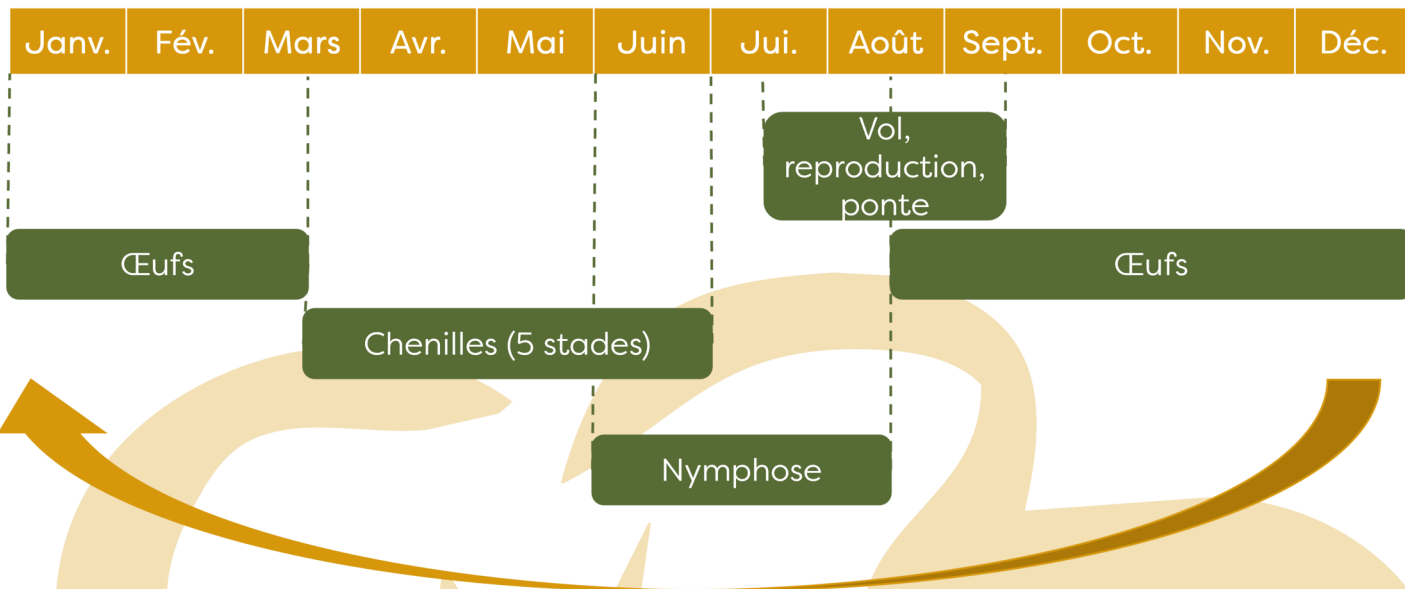 Janv. Fév. Mars Avr. Mai Juin Jui. Août Sept. Oct. Nov. Déc.
Vol,
reproduction,
ponte
Œufs Œufs
Chenilles (5 stades)
Nymphose